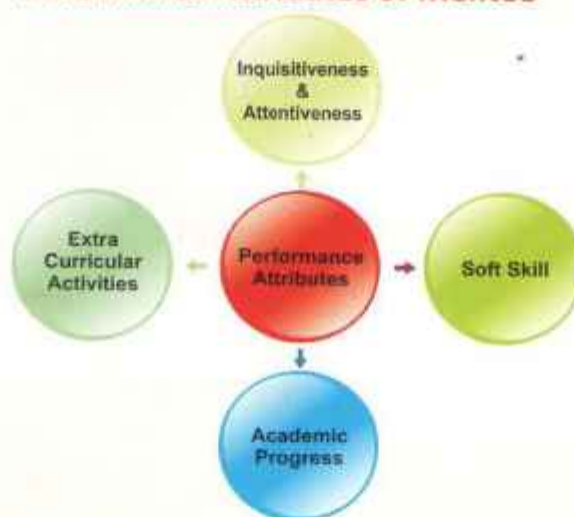 Inquisitiveness
&
Attentiveness
Extra
Curricular
Activities
Performance
Attributes
Soft Skill
Academic
Progress